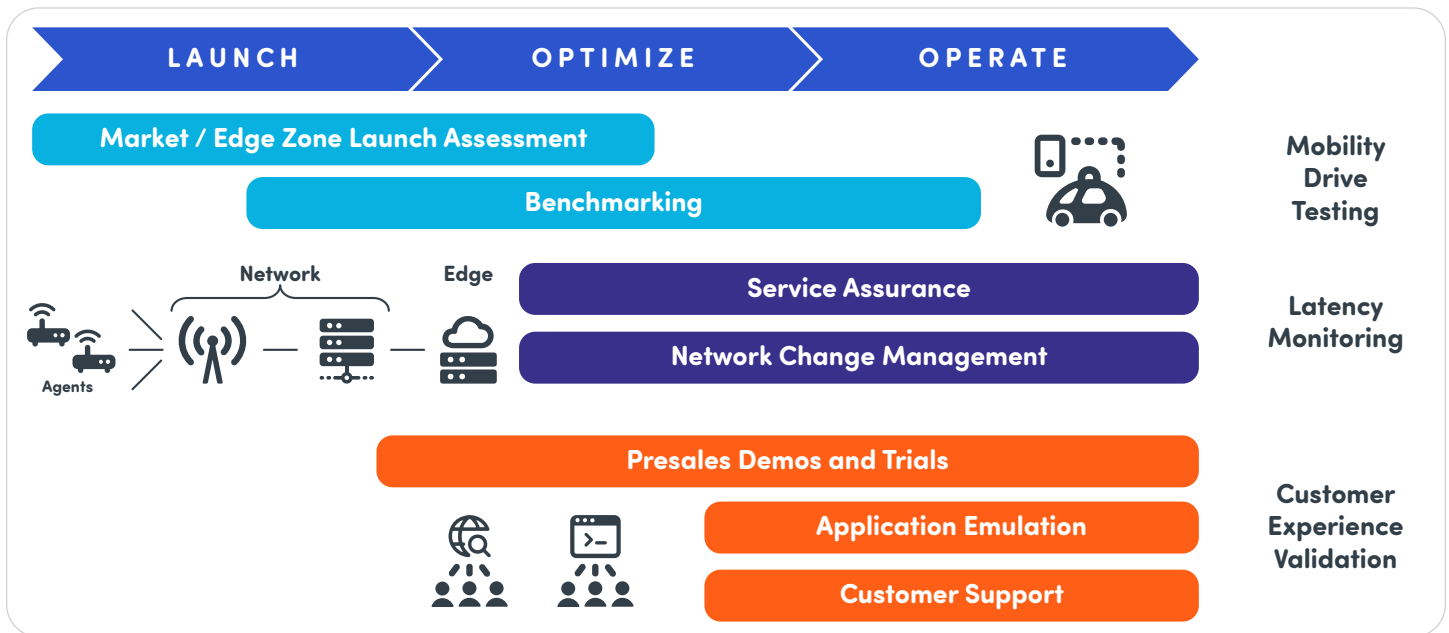 LAUNCH
OPTIMIZE
OPERATE
Market / Edge Zone Launch Assessment
Benchmarking
Mobility
Drive
Testing
Network
Edge
Agents
Service Assurance
Network Change Management
Latency
Monitoring
Presales Demos and Trials
Application Emulation
Customer Support
Customer
Experience
Validation